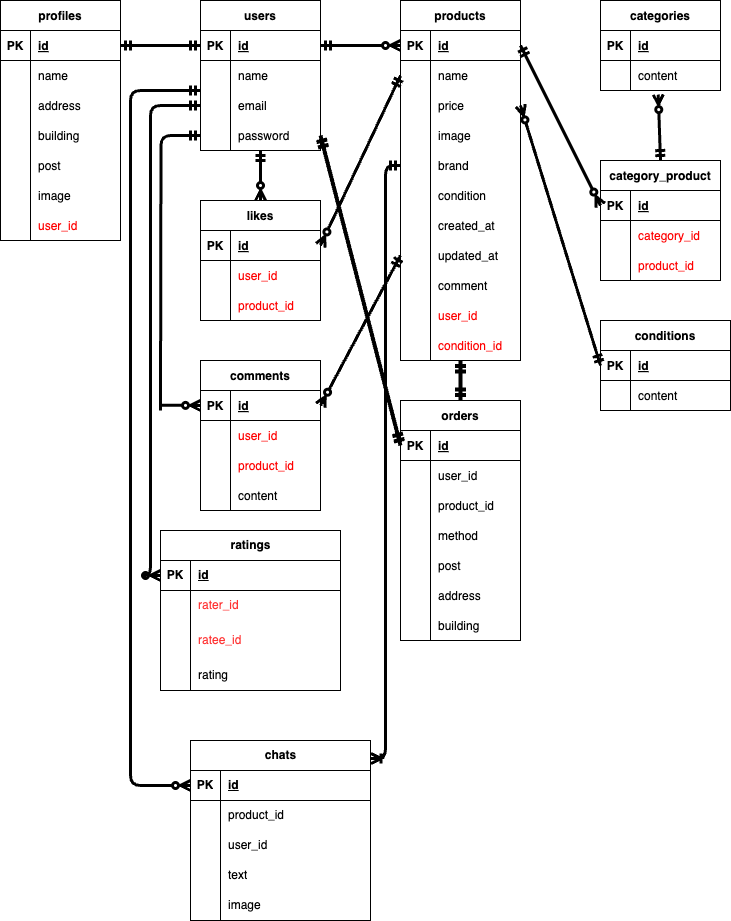 profiles
PK id
name
address
building
post
image
user_id
users
PK id
name
email
password
products
PK id
name
price
image
brand
condition
created_at
updated_at
comment
user_id
condition_id
categories
PK id
content
category_product
PK id
category_id
product_id
likes
PK id
user_id
product_id
conditions
PK id
content
comments
PK id
user_id
product_id
content
orders
PK id
user_id
product_id
method
post
address
building
ratings
PK id
rater_id
ratee_id
rating
chats
PK id
product_id
user_id
text
image